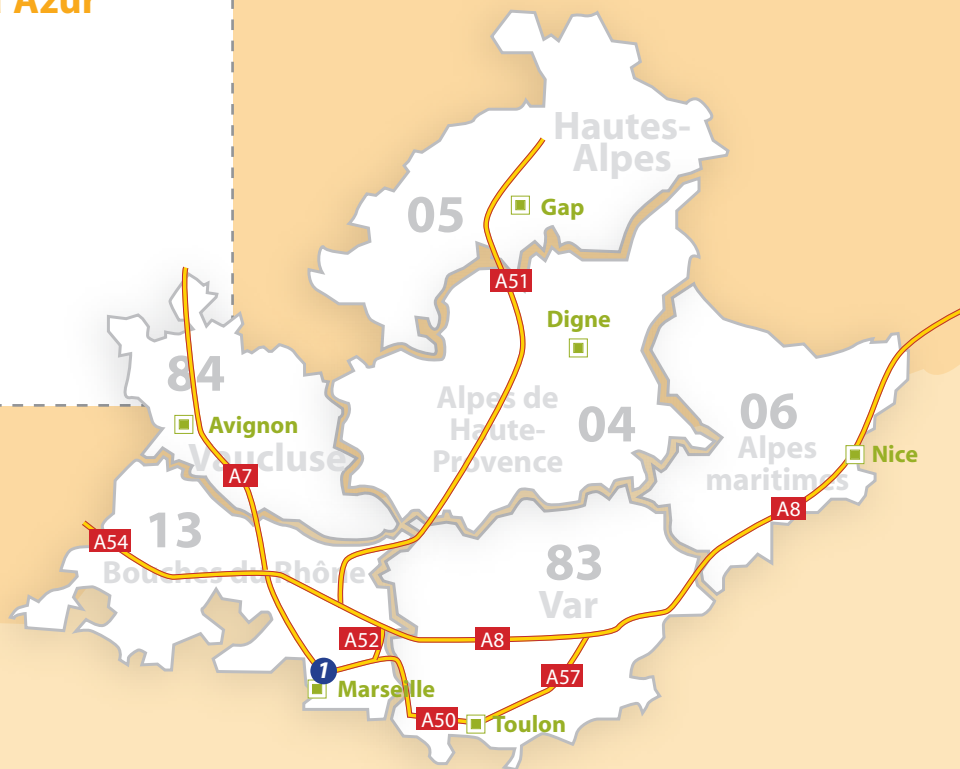 Azur
Hautes-
Alpes
05
Gap
A51
Digne
84
Avignon
Vaucluse
A7
Alpes de
Haute-
Provence
04
06
Alpes
maritimes
Nice
A8
13
A54
Bouches du Rhône
83
Var
A52
A8
1
Marseille
A57
A50
Toulon